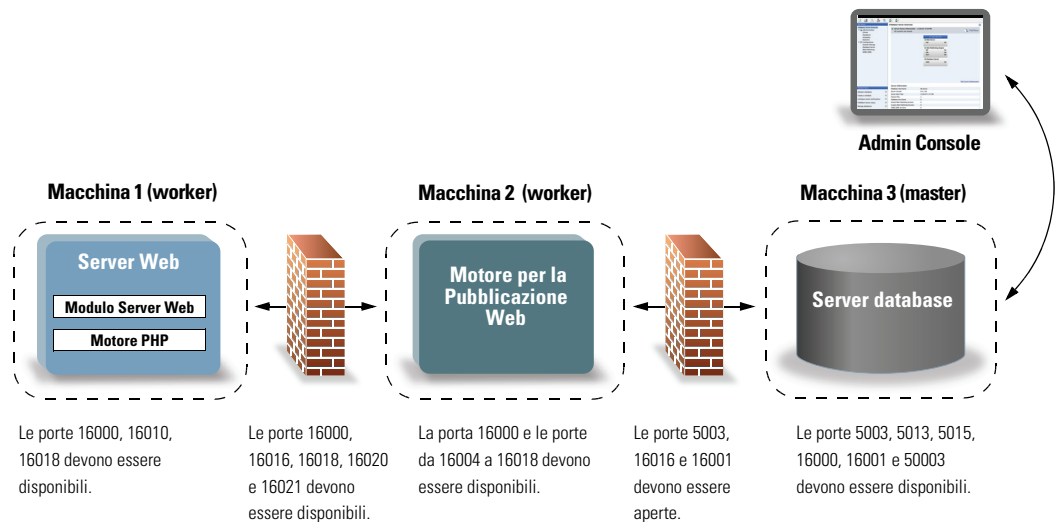 Admin Console
Macchina 1 (worker)
Macchina 2 (worker)
Macchina 3 (master)
Server Web
Modulo Server Web
Motore PHP
Motore per la
Pubblicazione
Web
Server database
Le porte 16000, 16010,
16018 devono essere
disponibili.
Le porte 16000,
16016, 16018, 16020
e 16021 devono
essere disponibili.
La porta 16000 e le porte
da 16004 a 16018 devono
essere disponibili.
Le porte 5003,
16016 e 16001
devono essere
aperte.
Le porte 5003, 5013, 5015,
16000, 16001 e 50003
devono essere disponibili.